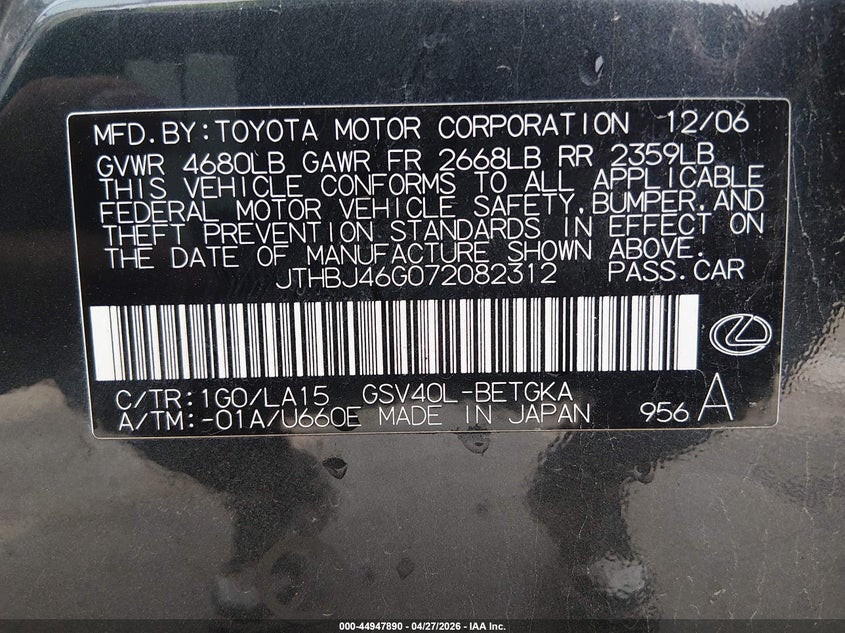 MFD.BY:TOYOTA MOTOR CORPORATION 12/06
GVWR 4680LB GAWR FR 2668LB RR 2359LB
THIS VEHICLE CONFORMS TO ALL APPLICABLE
FEDERAL MOTOR VEHICLE SAFETY,BUMPER,AND
THEFT PREVENTION STANDARDS IN EFFECT ON
THE DATE OF MANUFACTURE SHOWN ABOVE.
JTHBJ46G072082312 PASS.CAR
C/TR:1G0/LA15 GSV40L-BETGKA
A/TM:-01A/U660E MADE IN JAPAN 956 A
000-44947890 - 04/27/2026 - IAA Inc.